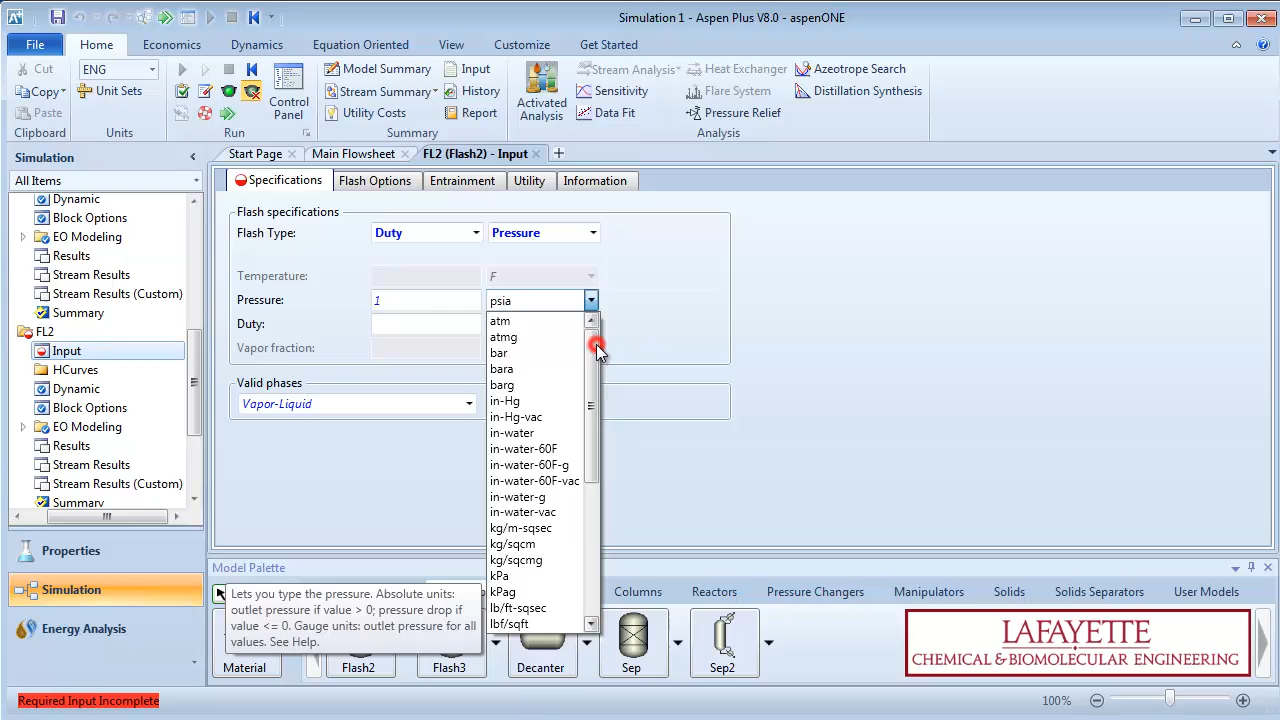 Simulation 1 - Aspen Plus V8.0 - aspenONE
File Home Economics Dynamics Equation Oriented View Customize Get Started
Cut ENG Model Summary Input Stream Analysis Heat Exchanger Azeotrope Search
Copy Unit Sets Stream Summary History Sensitivity Flare System Distillation Synthesis
Paste Control Panel Utility Costs Report Activated Analysis Data Fit Pressure Relief
Clipboard Units Run Summary Analysis
Simulation
All Items
Start Page Main Flowsheet FL2 (Flash2) - Input
Dynamic
Block Options
EO Modeling
Results
Stream Results
Stream Results (Custom)
Summary
FL2
Input
HCurves
Dynamic
Block Options
EO Modeling
Results
Stream Results
Stream Results (Custom)
Summary
Properties
Simulation
Energy Analysis
Specifications Flash Options Entrainment Utility Information
Flash specifications
Flash Type: Duty Pressure
Temperature: F
Pressure: 1 psia
Duty:
Vapor fraction:
Valid phases
Vapor-Liquid
atm
atmg
bar
bara
barg
in-Hg
in-Hg-vac
in-water
in-water-60F
in-water-60F-g
in-water-60F-vac
in-water-g
in-water-vac
kg/m-sqsec
kg/sqcm
kg/sqcmg
kPa
kPag
lb/ft-sqsec
lbf/sqft
Model Palette
Lets you type the pressure. Absolute units:
outlet pressure if value > 0; pressure drop if
value <= 0. Gauge units: outlet pressure for all
values. See Help.
Columns Reactors Pressure Changers Manipulators Solids Solids Separators User Models
Material Flash2 Flash3 Decanter Sep Sep2
LAFAYETTE
CHEMICAL & BIOMOLECULAR ENGINEERING
Required Input Incomplete
100%